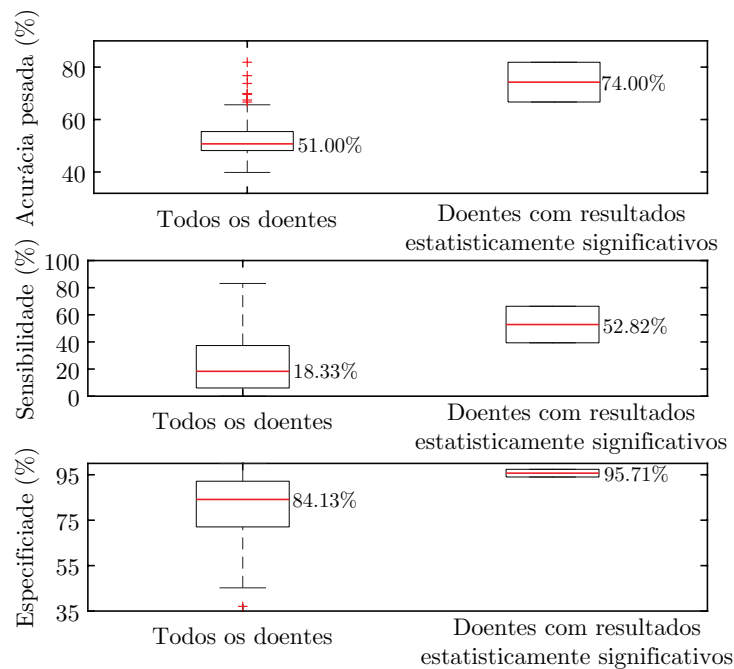 Acurácia pesada (%)
80
60
40
51.00%
74.00%
Todos os doentes
Doentes com resultados
estatisticamente significativos
Sensibilidade (%)
100
80
60
40
20
0
18.33%
52.82%
Todos os doentes
Doentes com resultados
estatisticamente significativos
Especificiade (%)
95
75
55
35
84.13%
95.71%
Todos os doentes
Doentes com resultados
estatisticamente significativos